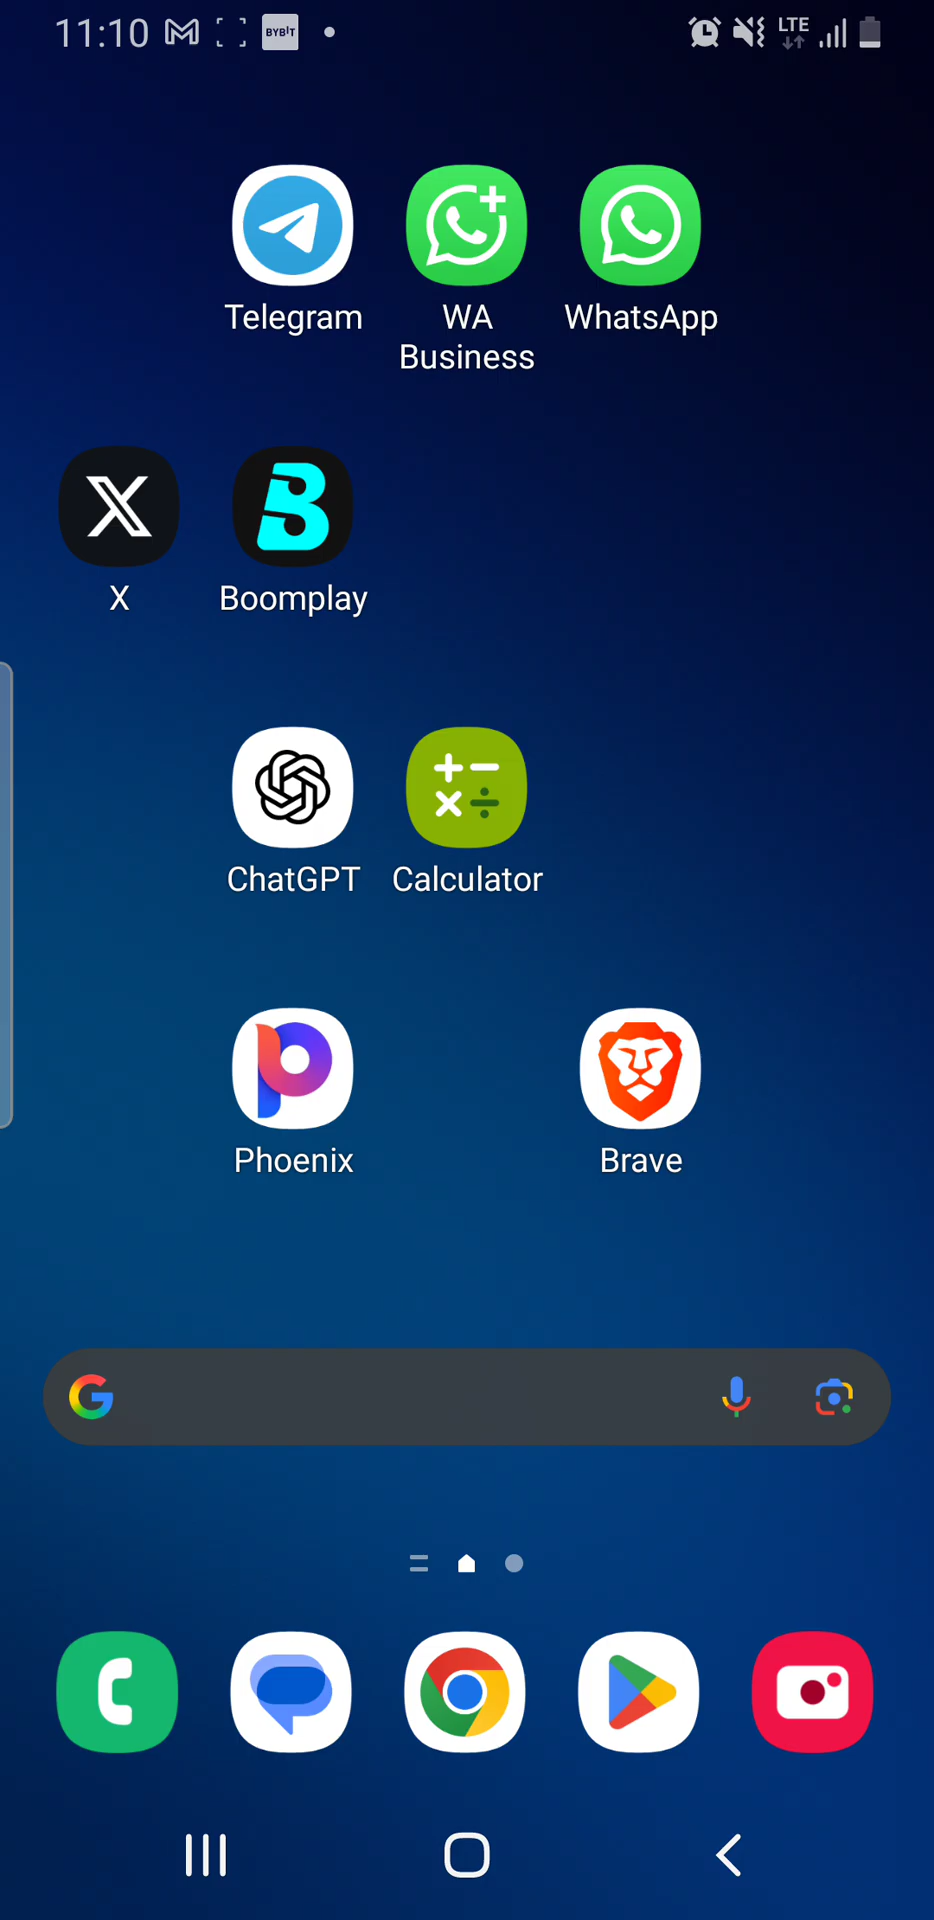 11:10 BYBIT LTE
Telegram
WA
Business
WhatsApp
X
Boomplay
ChatGPT
Calculator
Phoenix
Brave